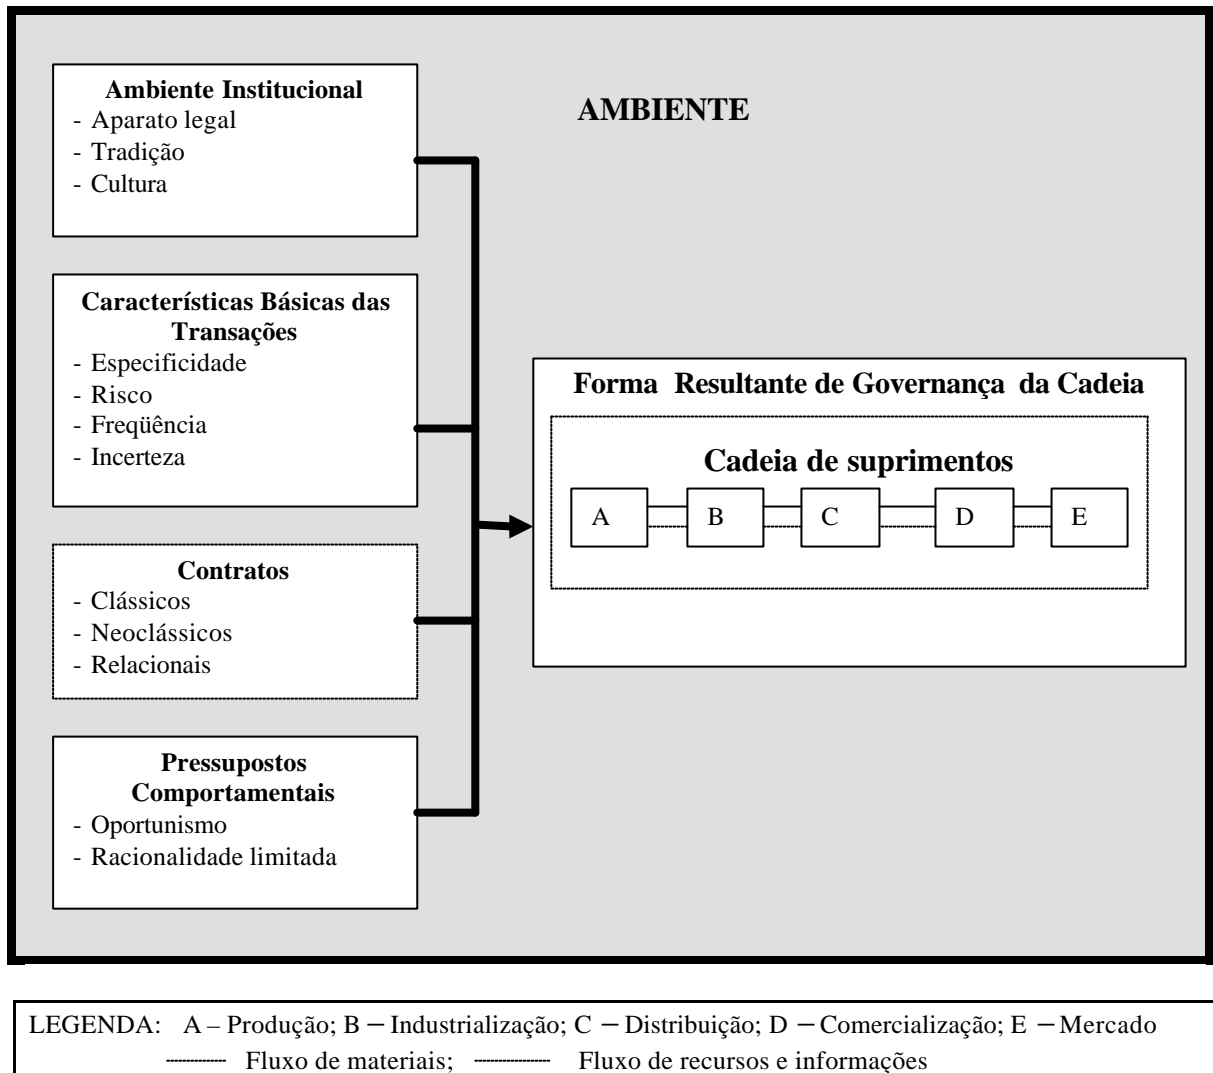 Ambiente Institucional
- Aparato legal
- Tradição
- Cultura
AMBIENTE
Características Básicas das
Transações
- Especificidade
- Risco
- Freqüência
- Incerteza
Contratos
- Clássicos
- Neoclássicos
- Relacionais
Pressupostos
Comportamentais
- Oportunismo
- Racionalidade limitada
Forma Resultante de Governança da Cadeia
Cadeia de suprimentos
A B C D E
LEGENDA: A – Produção; B – Industrialização; C – Distribuição; D – Comercialização; E – Mercado
Fluxo de materiais; Fluxo de recursos e informações